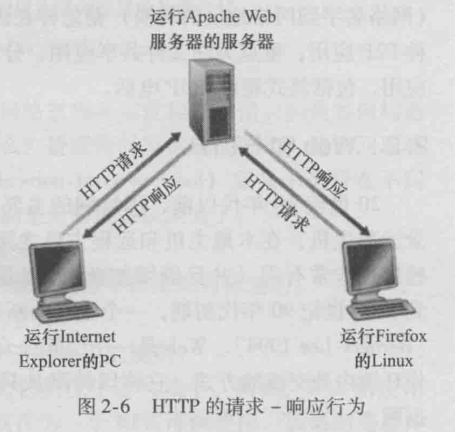 运行Apache Web
服务器的服务器
HTTP请求
HTTP响应
HTTP响应
HTTP请求
运行Internet
Explorer的PC
运行Firefox
的Linux
图 2-6 HTTP 的请求－响应行为